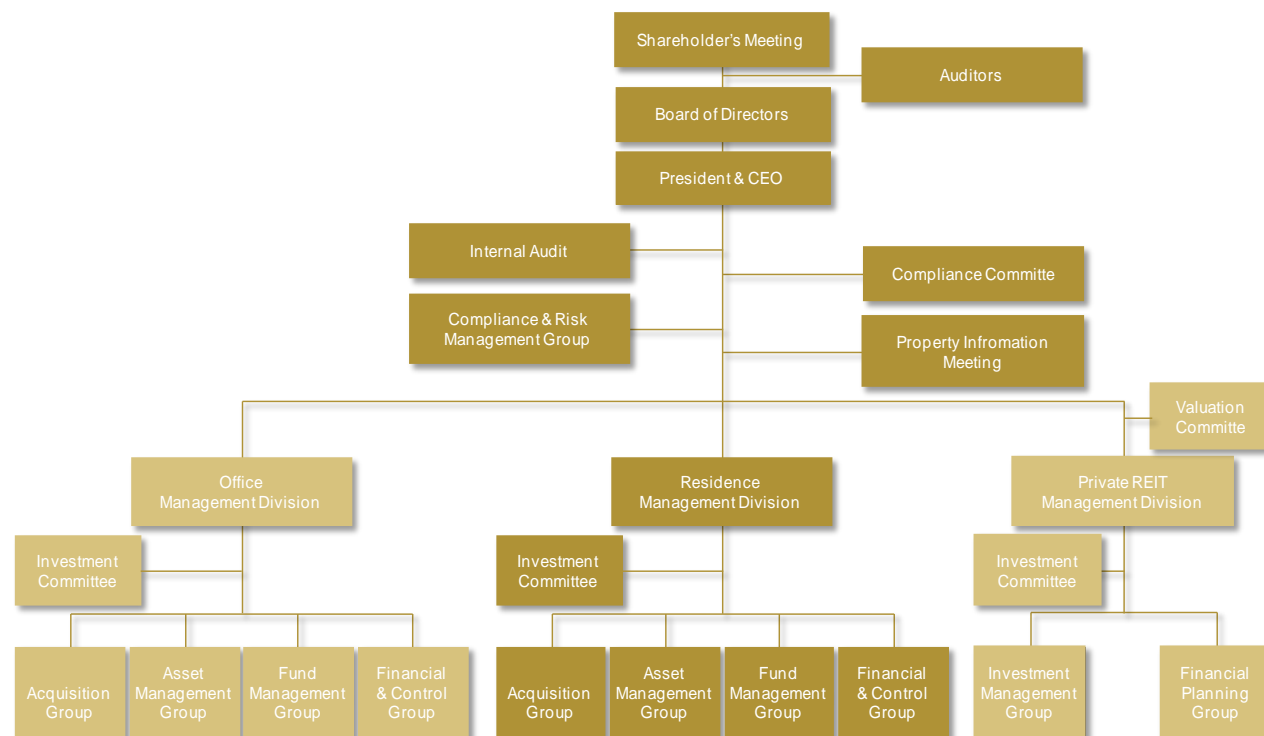 Shareholder's Meeting
Auditors
Board of Directors
President & CEO
Internal Audit
Compliance Committe
Compliance & Risk
Management Group
Property Infromation
Meeting
Valuation
Committe
Office
Management Division
Residence
Management Division
Private REIT
Management Division
Investment
Committee
Investment
Committee
Investment
Committee
Acquisition
Group
Asset
Management
Group
Fund
Management
Group
Financial
& Control
Group
Acquisition
Group
Asset
Management
Group
Fund
Management
Group
Financial
& Control
Group
Investment
Management
Group
Financial
Planning
Group